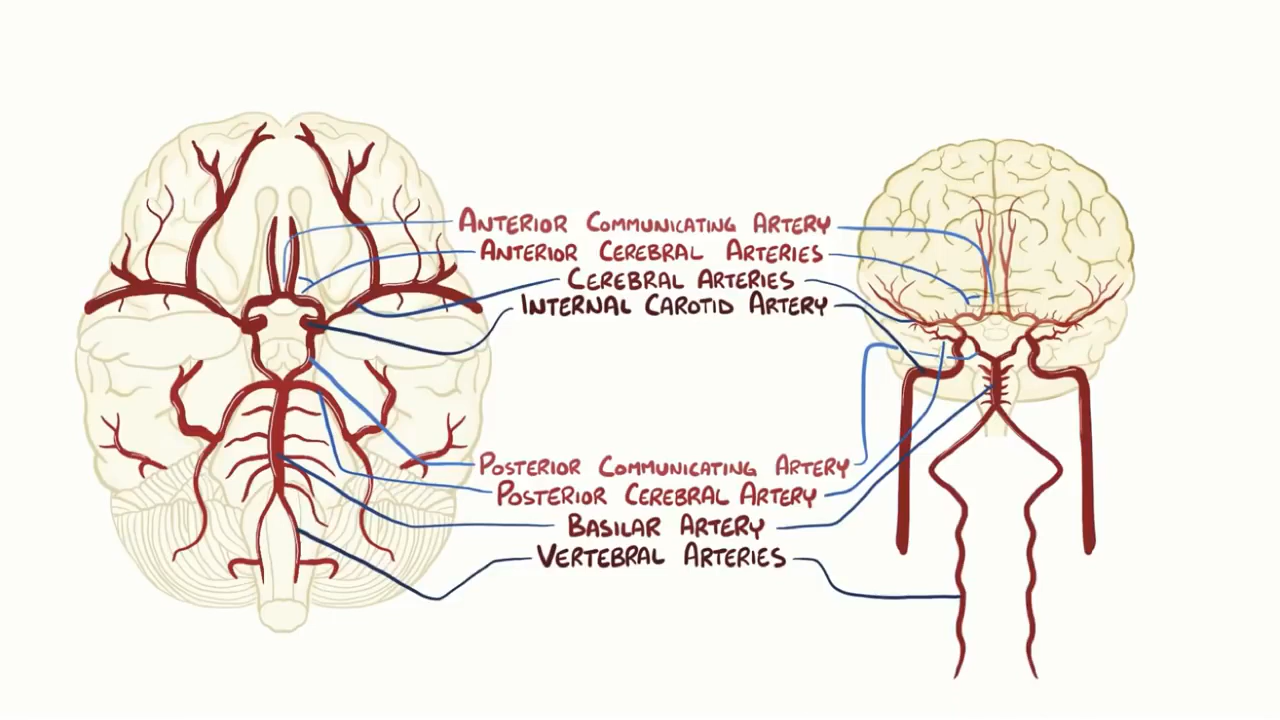 ANTERIOR COMMUNICATING ARTERY
ANTERIOR CEREBRAL ARTERIES
CEREBRAL ARTERIES
INTERNAL CAROTID ARTERY
POSTERIOR COMMUNICATING ARTERY
POSTERIOR CEREBRAL ARTERY
BASILAR ARTERY
VERTEBRAL ARTERIES